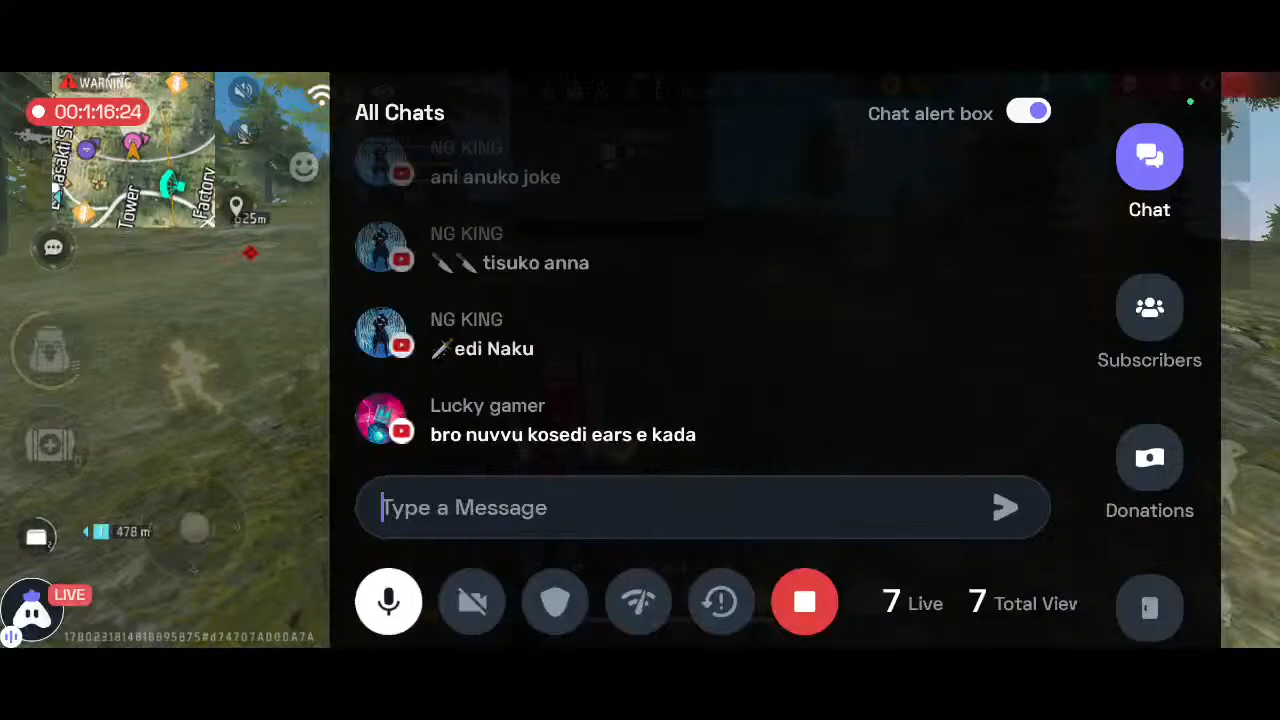 WARNING
00:1:16:24
Tower
Factory
625m
478 m
LIVE
All Chats
Chat alert box
NG KING
ani anuko joke
NG KING
🔪🔪 tisuko anna
NG KING
🗡️edi Naku
Lucky gamer
bro nuvvu kosedi ears e kada
Type a Message
7 Live
7 Total View
Chat
Subscribers
Donations